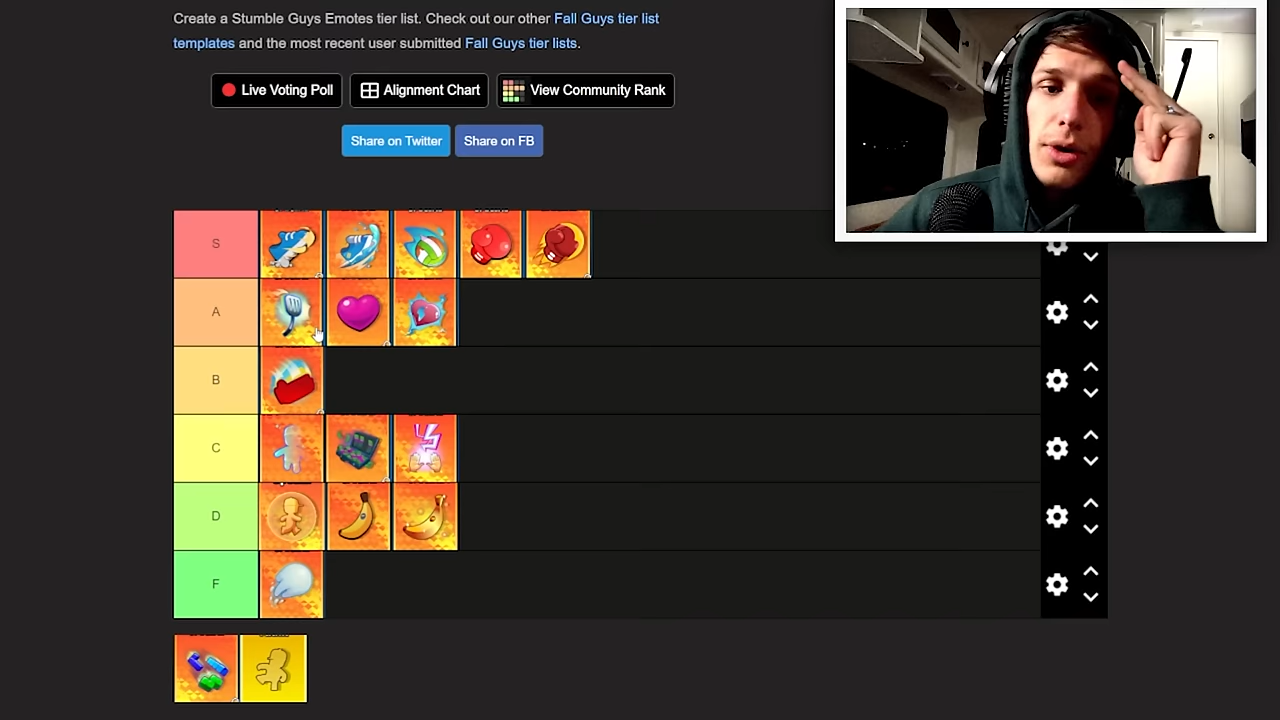 Create a Stumble Guys Emotes tier list. Check out our other Fall Guys tier list
templates and the most recent user submitted Fall Guys tier lists.
Live Voting Poll
Alignment Chart
View Community Rank
Share on Twitter
Share on FB
S
A
B
C
D
F